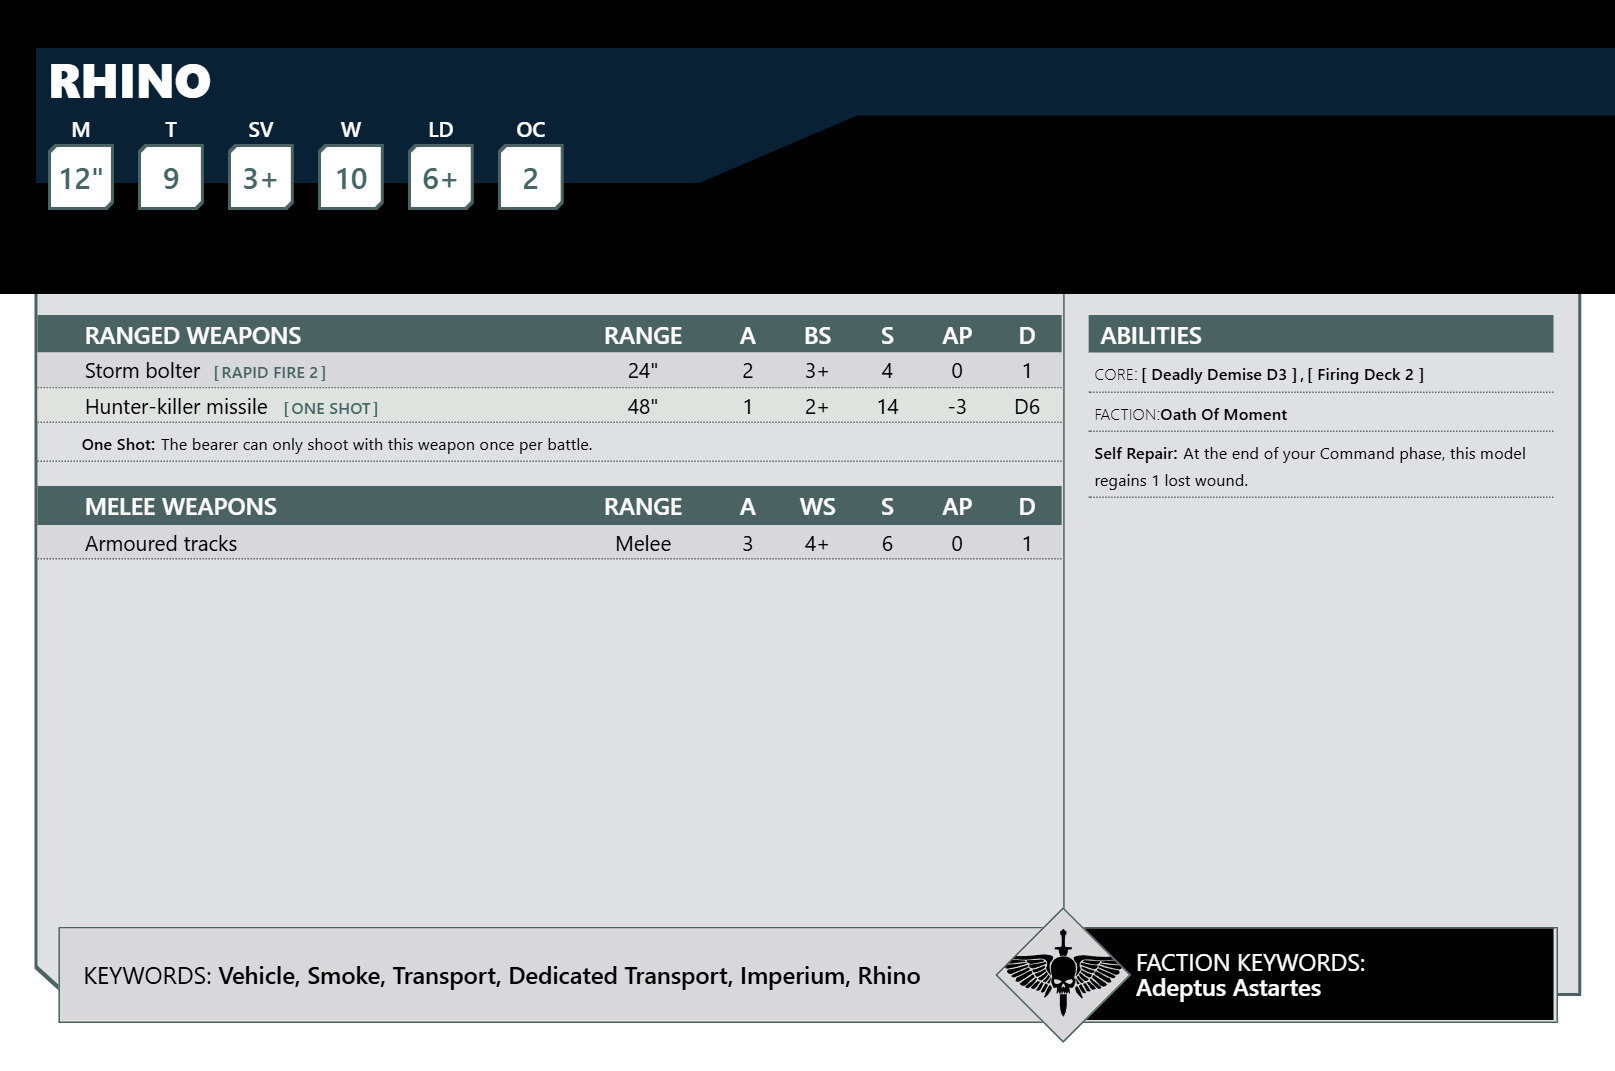 RHINO
M T SV W LD OC
12" 9 3+ 10 6+ 2
RANGED WEAPONS RANGE A BS S AP D
Storm bolter [RAPID FIRE 2] 24" 2 3+ 4 0 1
Hunter-killer missile [ONE SHOT] 48" 1 2+ 14 -3 D6
One Shot: The bearer can only shoot with this weapon once per battle.
MELEE WEAPONS RANGE A WS S AP D
Armoured tracks Melee 3 4+ 6 0 1
ABILITIES
CORE: [ Deadly Demise D3 ] , [ Firing Deck 2 ]
FACTION:Oath Of Moment
Self Repair: At the end of your Command phase, this model
regains 1 lost wound.
KEYWORDS: Vehicle, Smoke, Transport, Dedicated Transport, Imperium, Rhino
FACTION KEYWORDS:
Adeptus Astartes